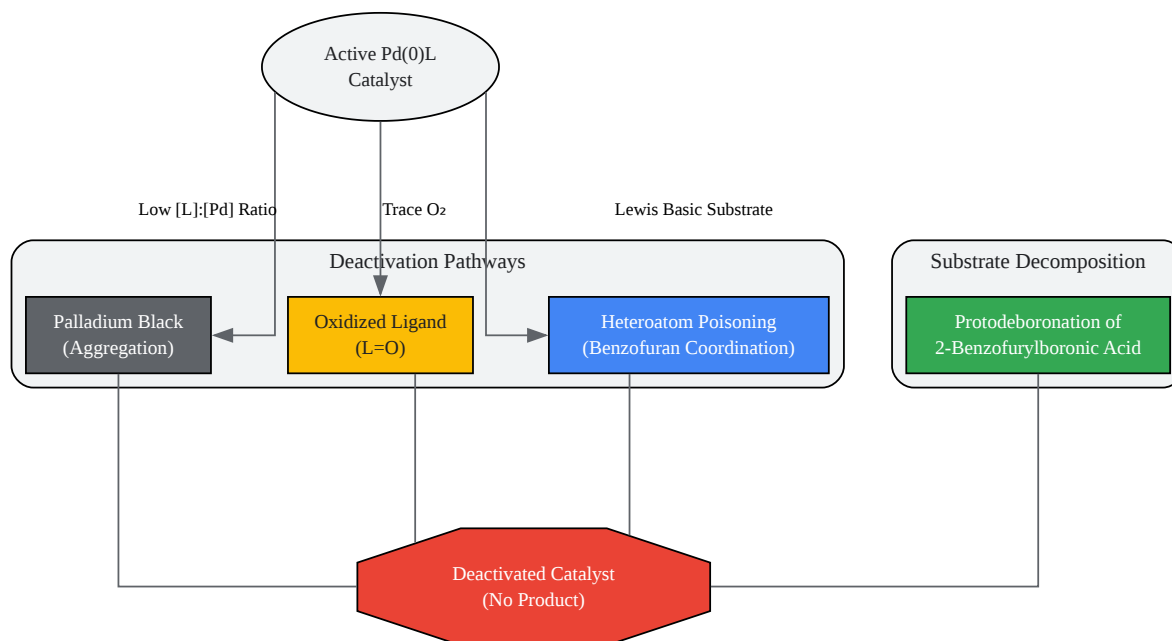 Active Pd(0)L
Catalyst
Low [L]:[Pd] Ratio
Trace O₂
Lewis Basic Substrate
Deactivation Pathways
Substrate Decomposition
Palladium Black
(Aggregation)
Oxidized Ligand
(L=O)
Heteroatom Poisoning
(Benzofuran Coordination)
Protodeboronation of
2-Benzofurylboronic Acid
Deactivated Catalyst
(No Product)